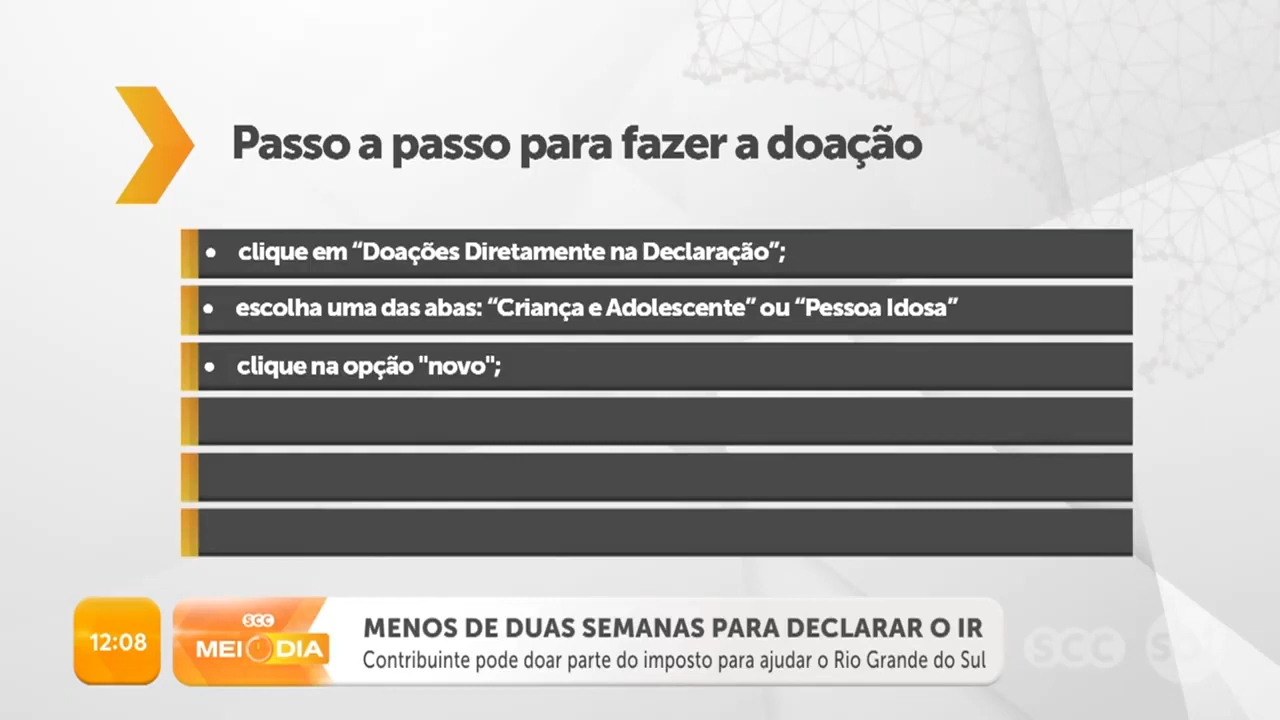 Passo a passo para fazer a doação
• clique em “Doações Diretamente na Declaração”;
• escolha uma das abas: “Criança e Adolescente” ou “Pessoa Idosa”
• clique na opção "novo";
12:08
SCC
MEIO DIA
MENOS DE DUAS SEMANAS PARA DECLARAR O IR
Contribuinte pode doar parte do imposto para ajudar o Rio Grande do Sul
SCC